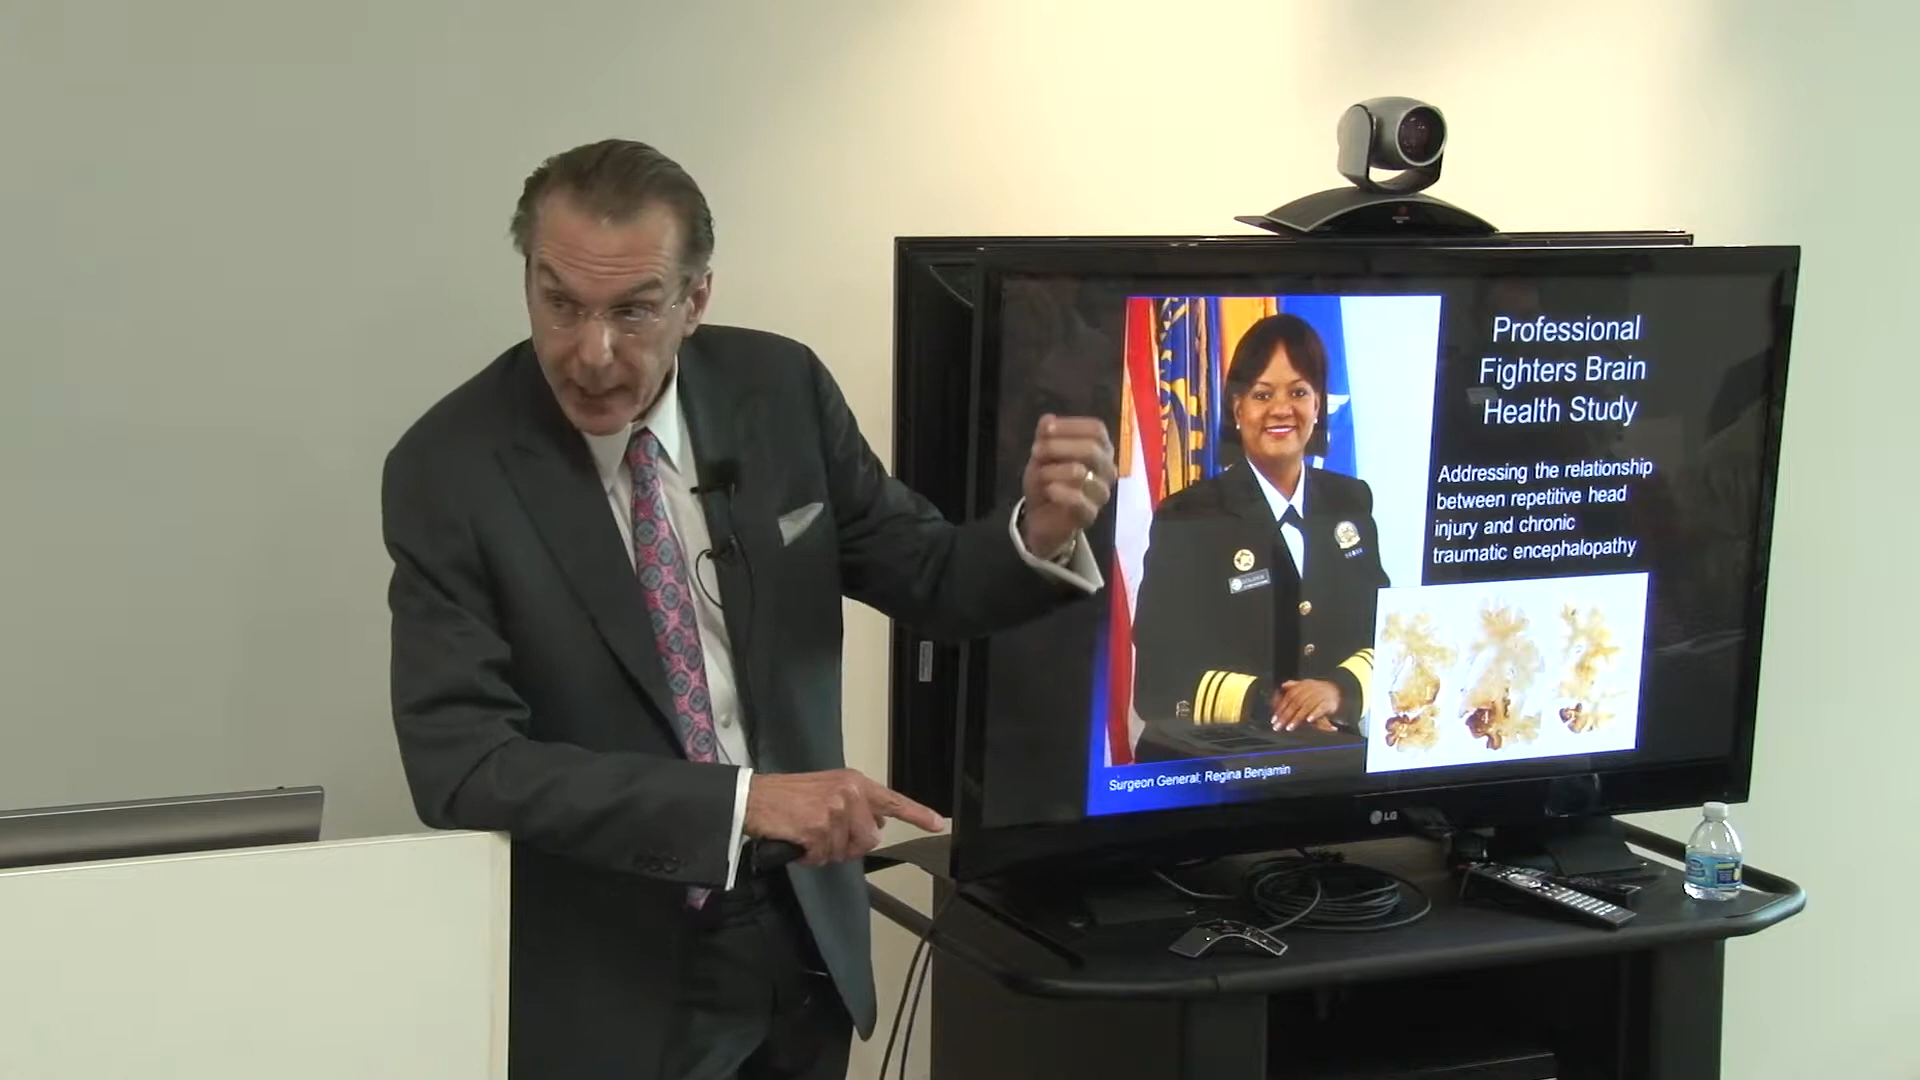 Professional
Fighters Brain
Health Study
Addressing the relationship
between repetitive head
injury and chronic
traumatic encephalopathy
Surgeon General; Regina Benjamin
LG